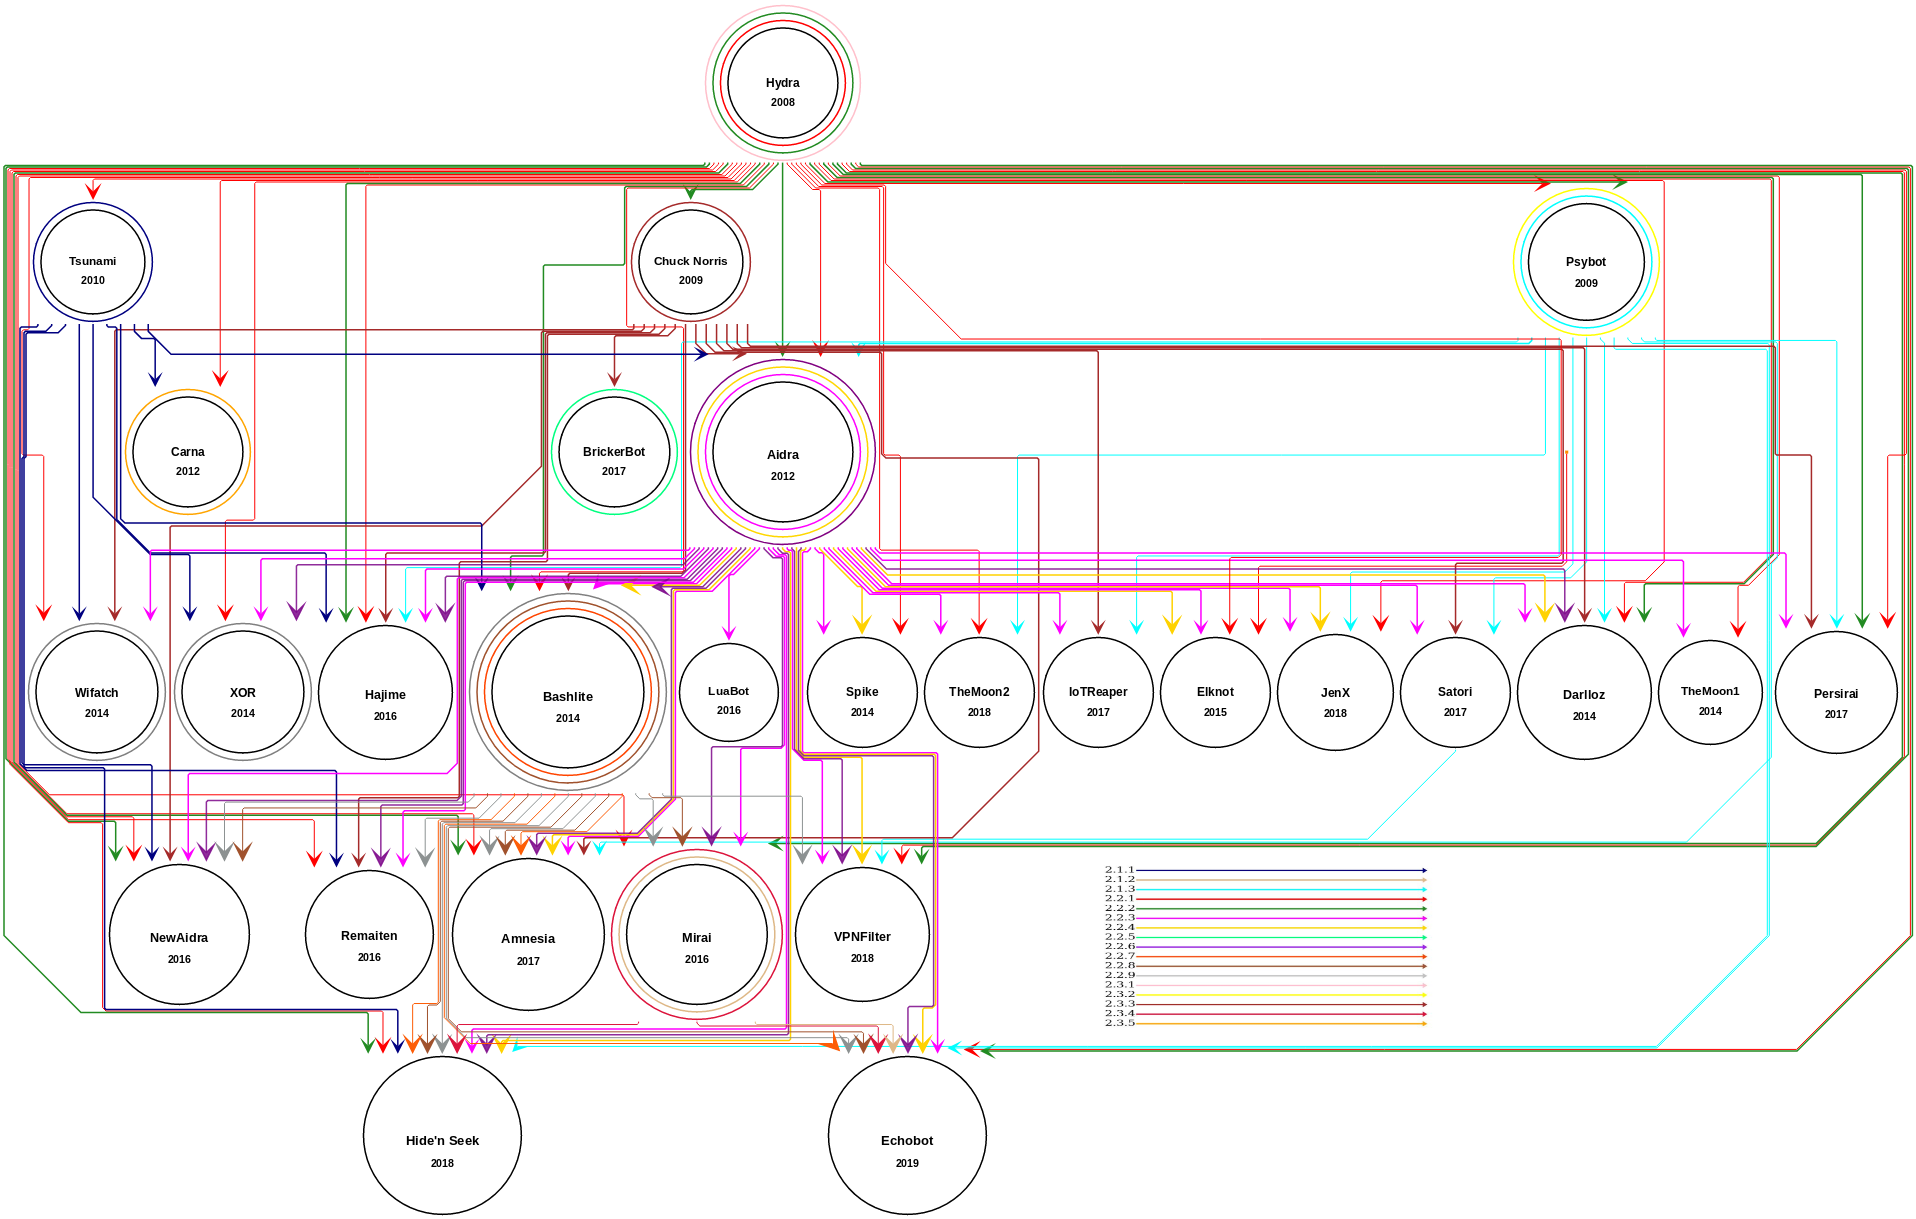 Hydra
2008
Tsunami
2010
Chuck Norris
2009
Psybot
2009
Carna
2012
BrickerBot
2017
Aidra
2012
Wifatch
2014
XOR
2014
Hajime
2016
Bashlite
2014
LuaBot
2016
Spike
2014
TheMoon2
2018
IoTReaper
2017
Elknot
2015
JenX
2018
Satori
2017
Darlloz
2014
TheMoon1
2014
Persirai
2017
NewAidra
2016
Remaiten
2016
Amnesia
2017
Mirai
2016
VPNFilter
2018
2.1.1
2.1.2
2.1.3
2.2.1
2.2.2
2.2.3
2.2.4
2.2.5
2.2.6
2.2.7
2.2.8
2.2.9
2.3.1
2.3.2
2.3.3
2.3.4
2.3.5
Hide'n Seek
2018
Echobot
2019